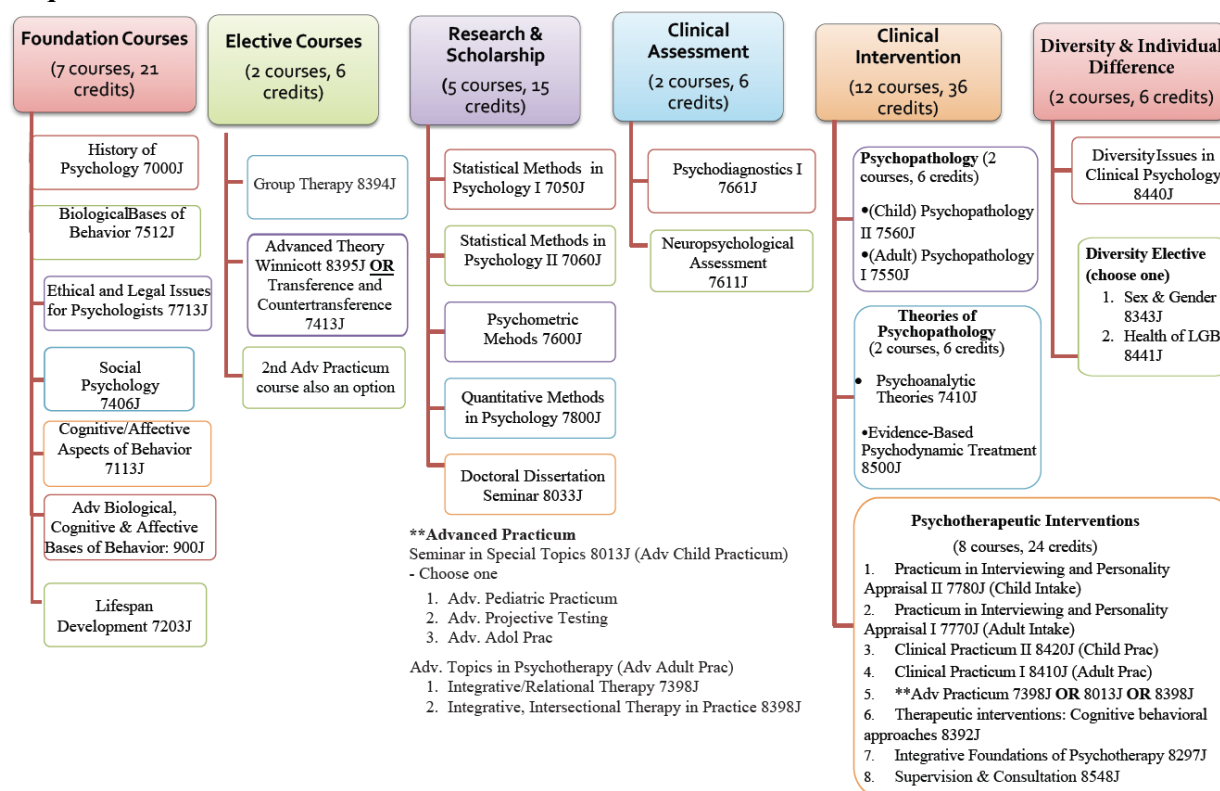 Foundation Courses
(7 courses, 21
credits)
History of
Psychology 7000J
BiologicalBases of
Behavior 7512J
Ethical and Legal Issues
for Psychologists 7713J
Social
Psychology
7406J
Cognitive/Affective
Aspects of Behavior
7113J
Adv Biological,
Cognitive & Affective
Bases of Behavior: 900J
Lifespan
Development 7203J
Elective Courses
(2 courses, 6
credits)
Group Therapy 8394J
Advanced Theory
Winnicott 8395J OR
Transference and
Countertransference
7413J
2nd Adv Practicum
course also an option
Research &
Scholarship
(5 courses, 15
credits)
Statistical Methods in
Psychology I 7050J
Statistical Methods in
Psychology II 7060J
Psychometric
Mehods 7600J
Quantitative Methods
in Psychology 7800J
Doctoral Dissertation
Seminar 8033J
**Advanced Practicum
Seminar in Special Topics 8013J (Adv Child Practicum)
- Choose one
1. Adv. Pediatric Practicum
2. Adv. Projective Testing
3. Adv. Adol Prac
Adv. Topics in Psychotherapy (Adv Adult Prac)
1. Integrative/Relational Therapy 7398J
2. Integrative, Intersectional Therapy in Practice 8398J
Clinical
Assessment
(2 courses, 6
credits)
Psychodiagnostics I
7661J
Neuropsychological
Assessment
7611J
Clinical
Intervention
(12 courses, 36
credits)
Psychopathology (2
courses, 6 credits)
•(Child) Psychopathology
II 7560J
•(Adult) Psychopathology
I 7550J
Theories of
Psychopathology
(2 courses, 6 credits)
• Psychoanalytic
Theories 7410J
•Evidence-Based
Psychodynamic Treatment
8500J
Psychotherapeutic Interventions
(8 courses, 24 credits)
1. Practicum in Interviewing and Personality
Appraisal II 7780J (Child Intake)
2. Practicum in Interviewing and Personality
Appraisal I 7770J (Adult Intake)
3. Clinical Practicum II 8420J (Child Prac)
4. Clinical Practicum I 8410J (Adult Prac)
5. **Adv Practicum 7398J OR 8013J OR 8398J
6. Therapeutic interventions: Cognitive behavioral
approaches 8392J
7. Integrative Foundations of Psychotherapy 8297J
8. Supervision & Consultation 8548J
Diversity & Individual
Difference
(2 courses, 6 credits)
DiversityIssues in
Clinical Psychology
8440J
Diversity Elective
(choose one)
1. Sex & Gender
8343J
2. Health of LGB
8441J